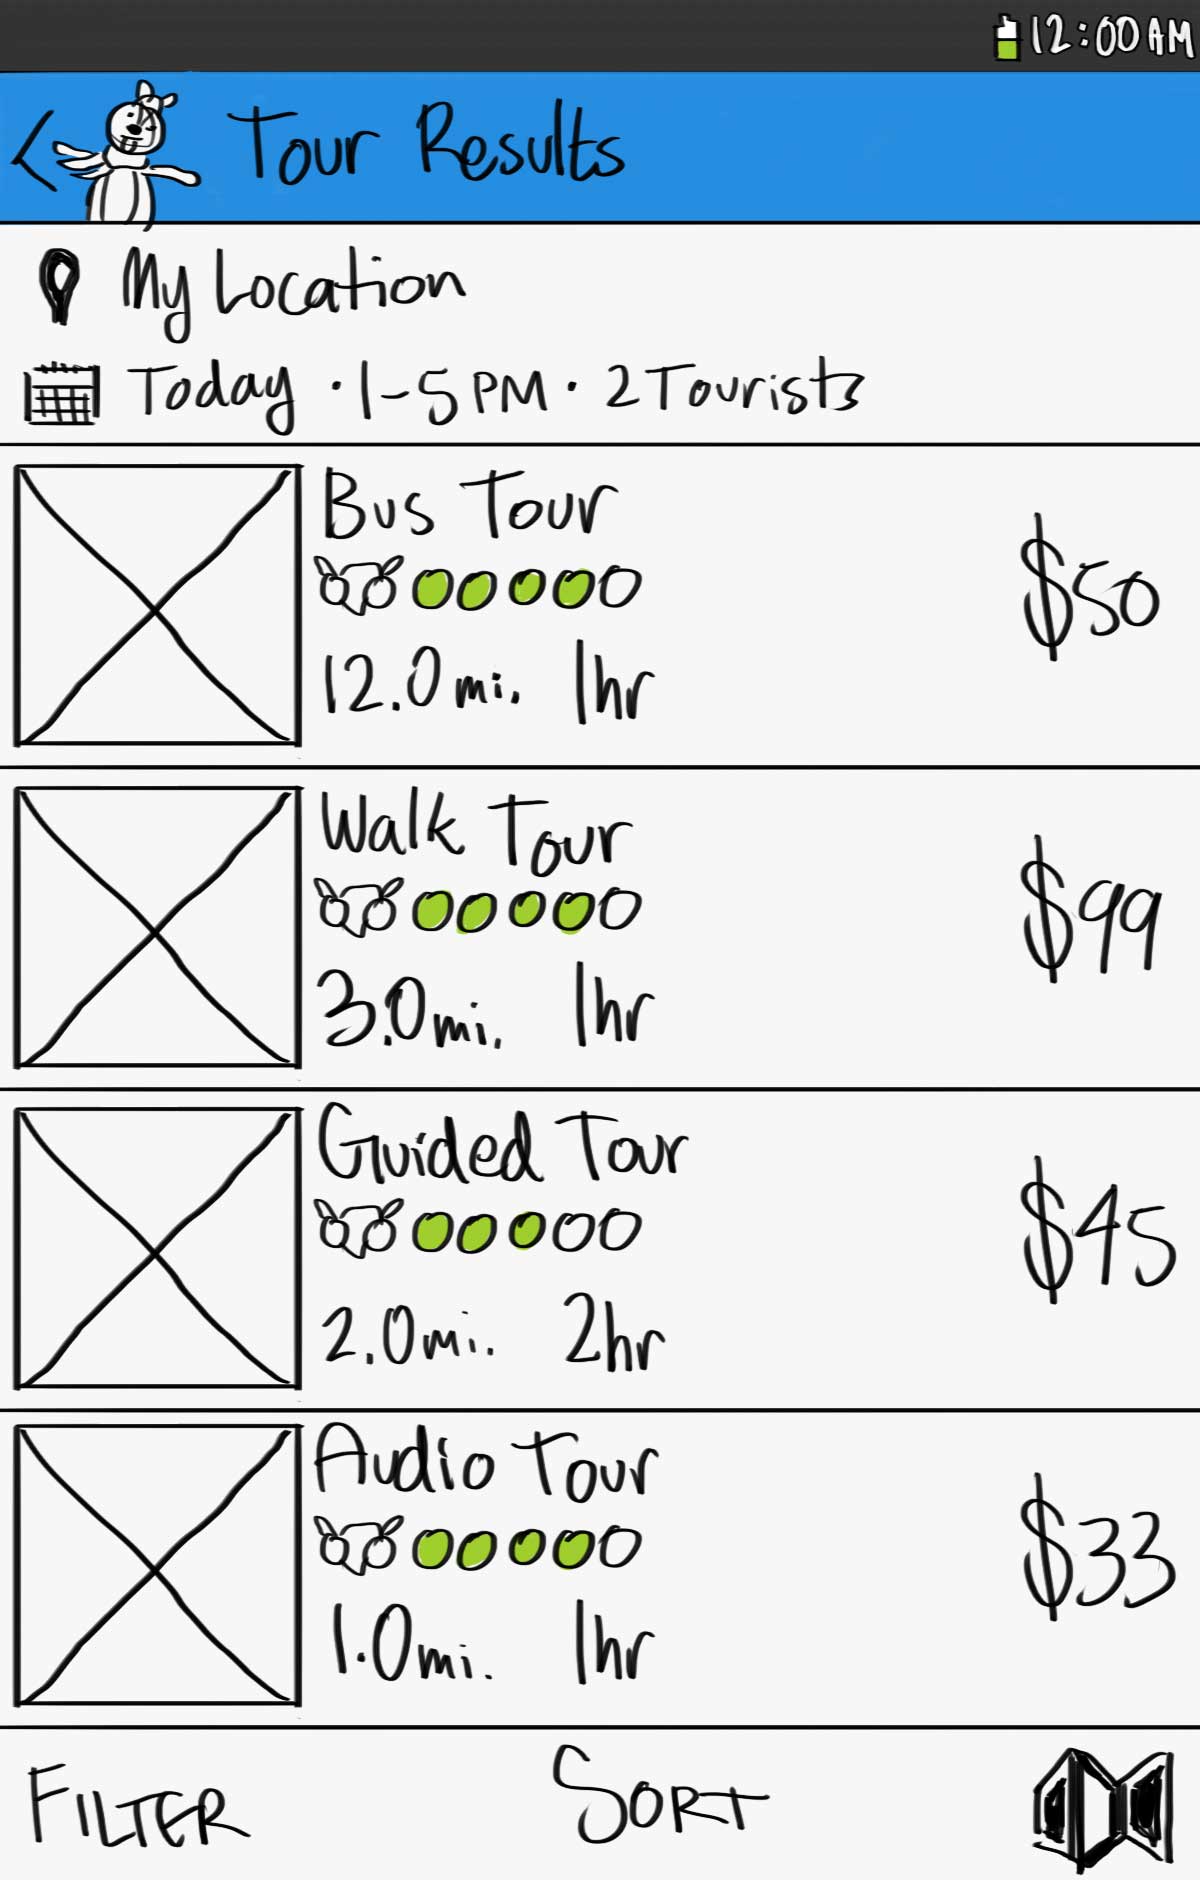 12:00 AM
< Tour Results
My Location
Today · 1-5 PM · 2 Tourists
Bus Tour
$50
12.0 mi. 1hr
Walk Tour
$99
3.0 mi. 1hr
Guided Tour
$45
2.0 mi. 2hr
Audio Tour
$33
1.0 mi. 1hr
FILTER SORT